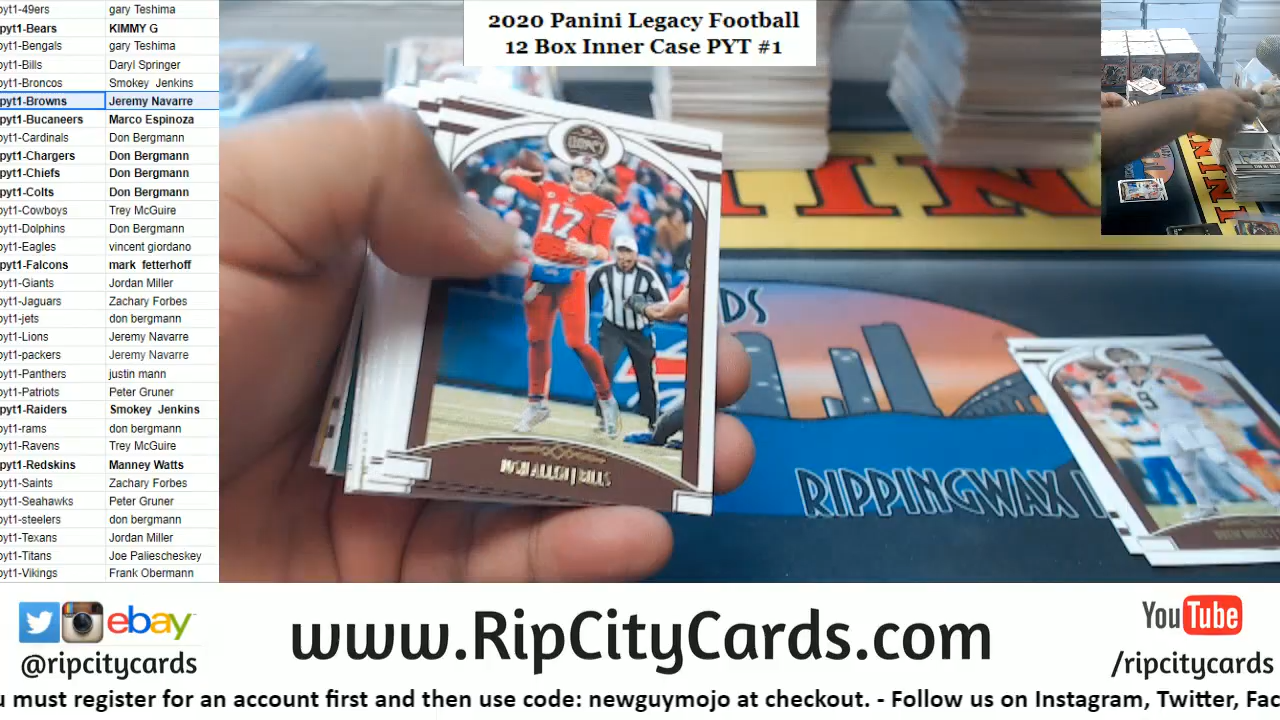 2020 Panini Legacy Football
12 Box Inner Case PYT #1
pyt1-49ers gary Teshima
pyt1-Bears KIMMY G
pyt1-Bengals gary Teshima
pyt1-Bills Daryl Springer
pyt1-Broncos Smokey Jenkins
pyt1-Browns Jeremy Navarre
pyt1-Bucaneers Marco Espinoza
pyt1-Cardinals Don Bergmann
pyt1-Chargers Don Bergmann
pyt1-Chiefs Don Bergmann
pyt1-Colts Don Bergmann
pyt1-Cowboys Trey McGuire
pyt1-Dolphins Don Bergmann
pyt1-Eagles vincent giordano
pyt1-Falcons mark fetterhoff
pyt1-Giants Jordan Miller
pyt1-Jaguars Zachary Forbes
pyt1-jets don bergmann
pyt1-Lions Jeremy Navarre
pyt1-packers Jeremy Navarre
pyt1-Panthers justin mann
pyt1-Patriots Peter Gruner
pyt1-Raiders Smokey Jenkins
pyt1-rams don bergmann
pyt1-Ravens Trey McGuire
pyt1-Redskins Manney Watts
pyt1-Saints Zachary Forbes
pyt1-Seahawks Peter Gruner
pyt1-steelers don bergmann
pyt1-Texans Jordan Miller
pyt1-Titans Joe Paliescheskey
pyt1-Vikings Frank Obermann
17
JOSH ALLEN | BILLS
9
RIPPINGWAX
ebay
@ripcitycards
www.RipCityCards.com
YouTube
/ripcitycards
u must register for an account first and then use code: newguymojo at checkout. - Follow us on Instagram, Twitter, Fac